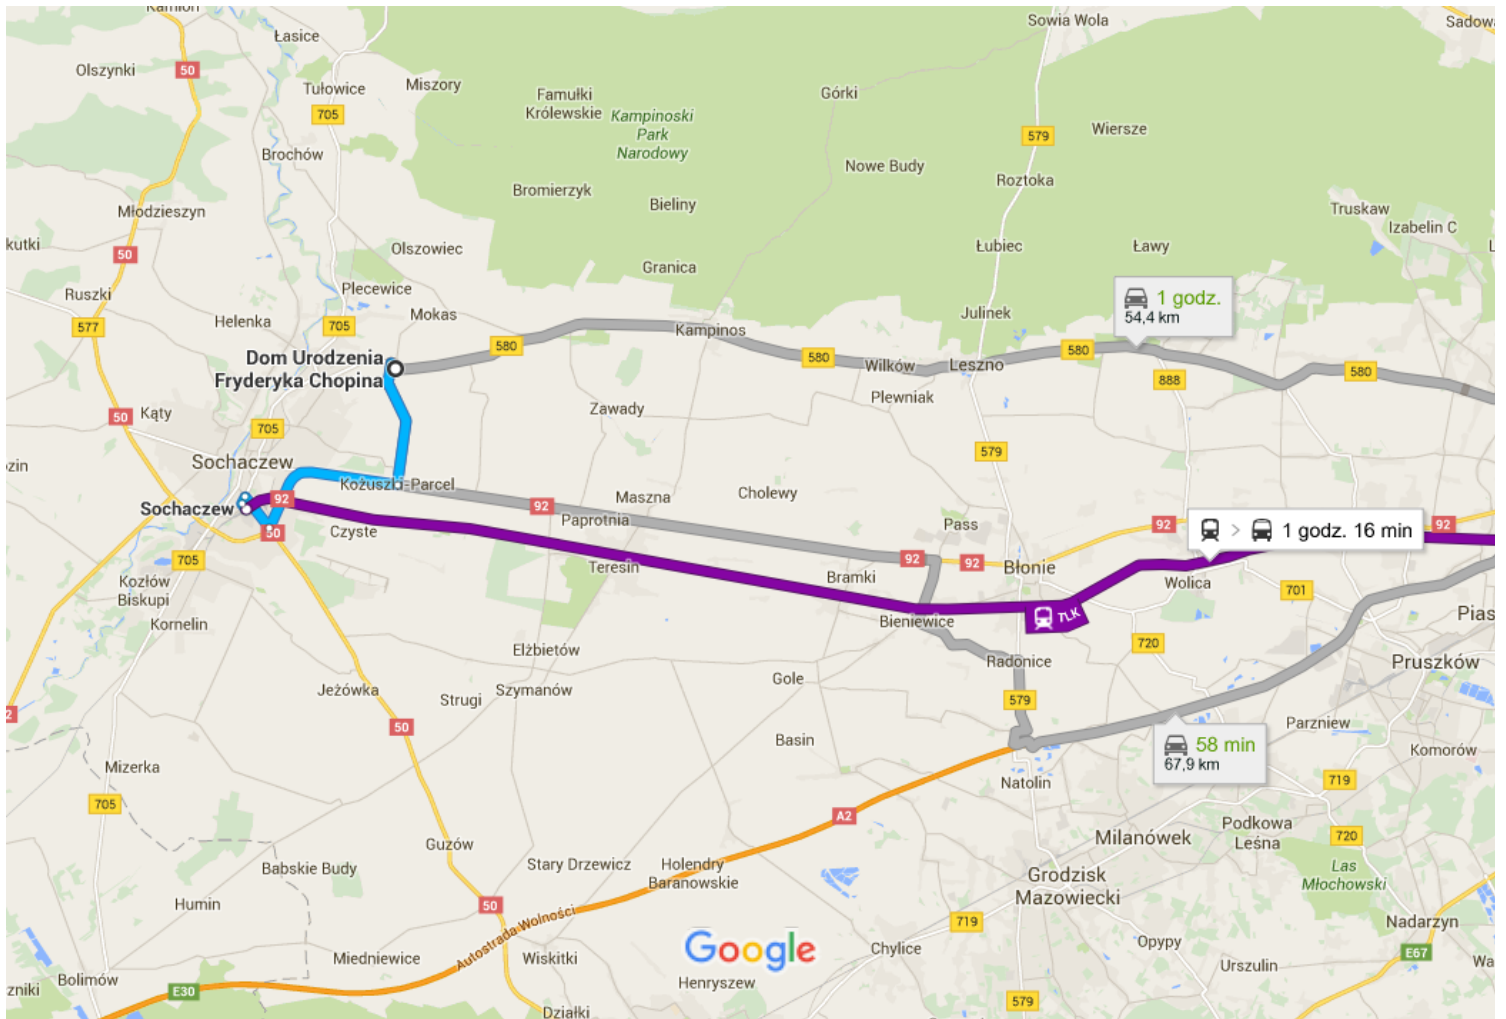 Kamion
Łasice
Sowia Wola
Olszynki
50
Tułowice
705
Miszory
Famułki
Królewskie
Kampinoski
Park
Narodowy
Górki
579
Wiersze
Brochów
Nowe Budy
Roztoka
Bromierzyk
Bieliny
Młodzieszyn
Truskaw
Izabelin C
kutki
50
Olszowiec
Granica
Łubiec
Ławy
Ruszki
Plecewice
577
Helenka
705
Mokas
Julinek
1 godz.
54,4 km
Kampinos
580
580
580
580
Dom Urodzenia
Fryderyka Chopina
Wilków
Leszno
888
Plewniak
Kąty
50
705
Zawady
579
zin
Sochaczew
Kożuszki-Parcel
Sochaczew
92
50
Czyste
92
Maszna
Paprotnia
Cholewy
Pass
92
92
1 godz. 16 min
92
92
705
Teresin
Błonie
Bramki
Wolica
701
Kozłów
Biskupi
Kornelin
Bieniewice
TLK
Pias
720
Elżbietów
Radonice
Pruszków
Jeżówka
Strugi
Szymanów
Gole
579
2
50
Basin
58 min
67,9 km
Parzniew
Komorów
Mizerka
705
Natolin
719
A2
Guzów
Milanówek
Podkowa
Leśna
720
Babskie Budy
Stary Drzewicz
Holendry
Baranowskie
Grodzisk
Mazowiecki
Las
Młochowski
Humin
50
Autostrada Wolności
719
Nadarzyn
Google
Chylice
Opypy
E67
Wa
Miedniewice
Wiskitki
Urszulin
Bolimów
zniki
E30
Henryszew
579
Działki